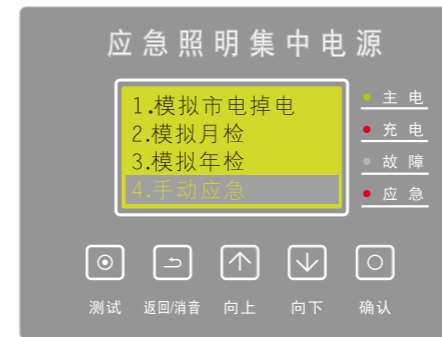 应急照明集中电源
1.模拟市电掉电
2.模拟月检
3.模拟年检
4.手动应急
主电
充电
故障
应急
测试 返回/消音 向上 向下 确认